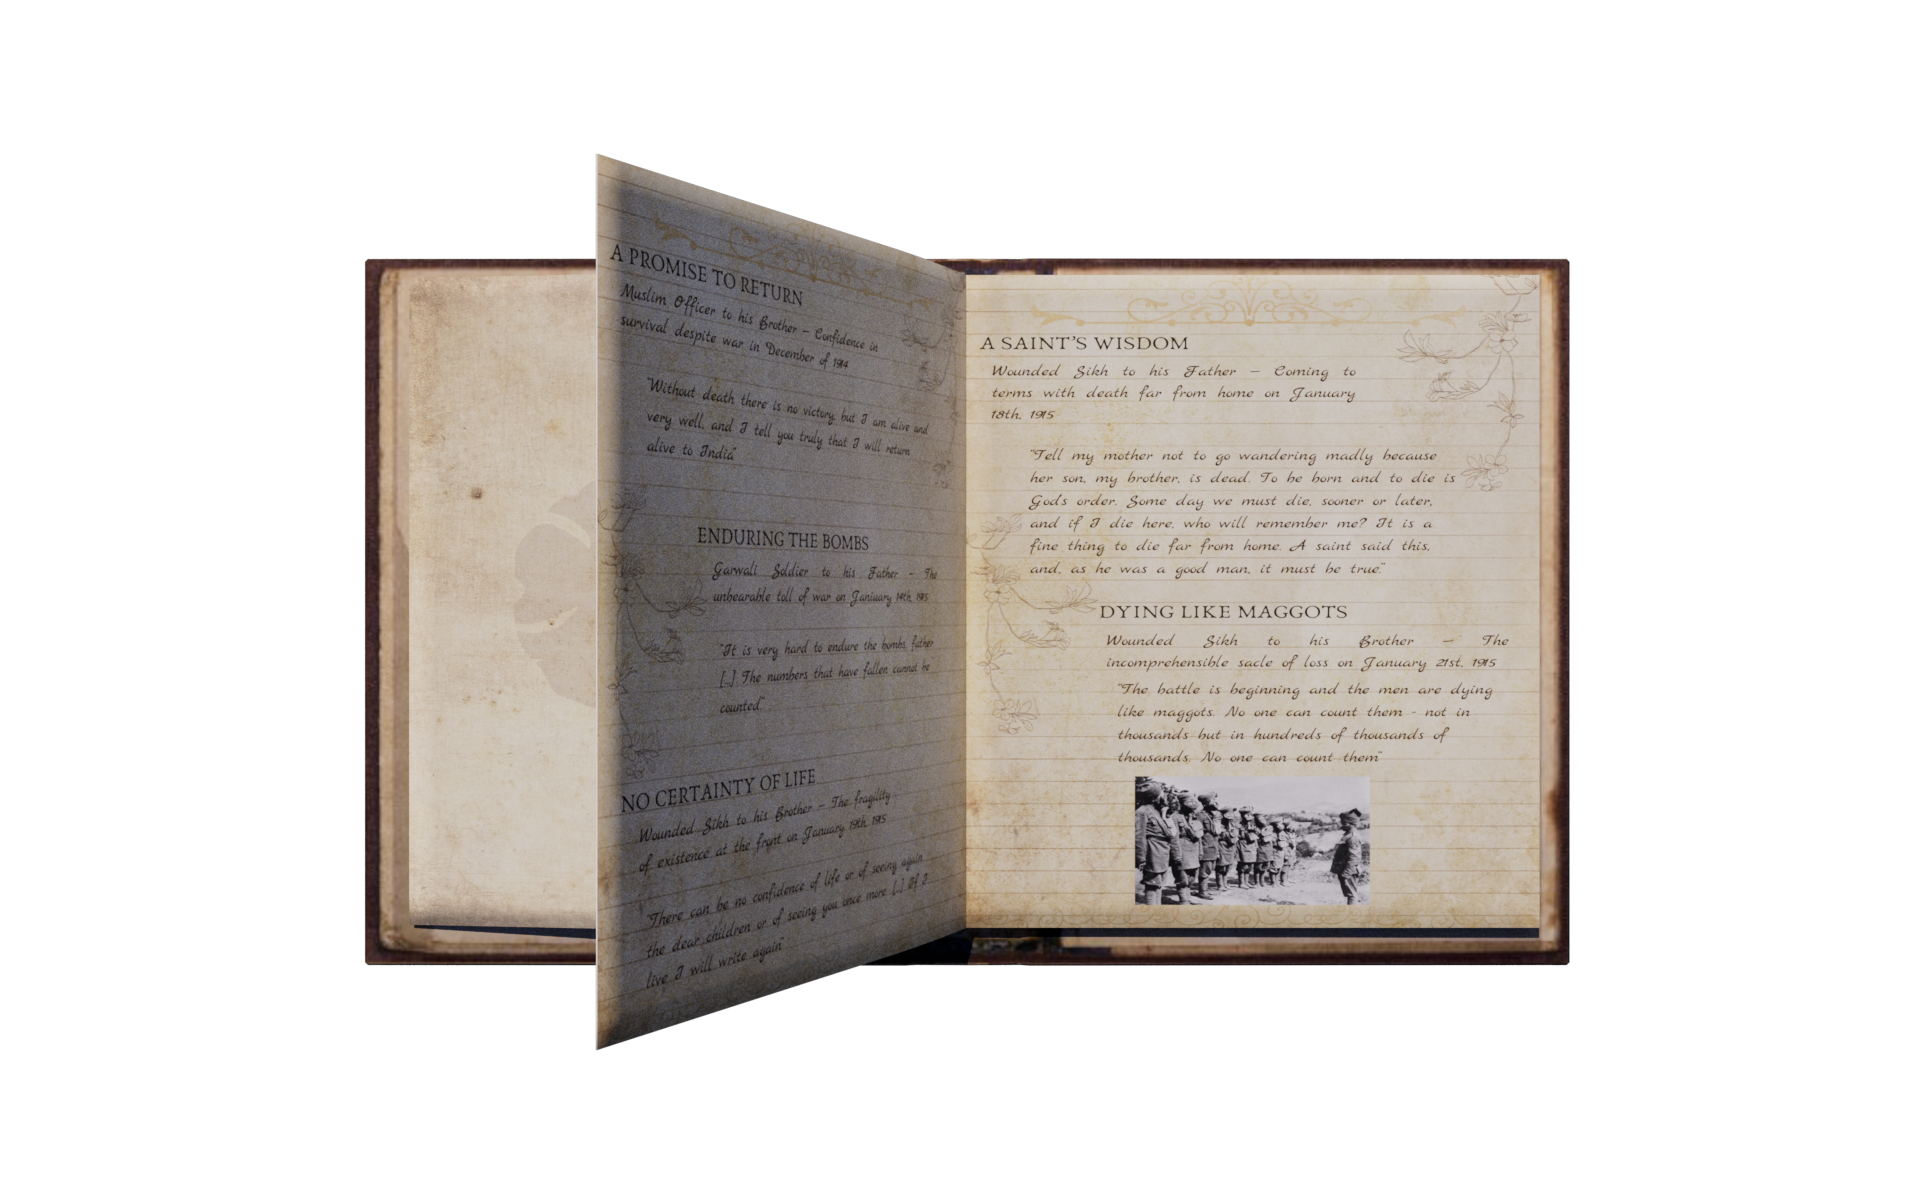 A PROMISE TO RETURN
Muslim Officer to his Brother – Confidence in
survival despite war in December of 1914
"Without death there is no victory, but I am alive and
very well, and I tell you truly that I will return
alive to India"
ENDURING THE BOMBS
Garwali Soldier to his Father – The
unbearable toll of war on Janiuary 14th, 1915
"It is very hard to endure the bombs, father
[...] The numbers that have fallen cannot be
counted."
NO CERTAINTY OF LIFE
Wounded Sikh to his Brother – The fragility
of existence at the front on January 19th, 1915
"There can be no confidence of life or of seeing again
the dear children or of seeing you once more [...] If I
live I will write again"
A SAINT'S WISDOM
Wounded Sikh to his Father – Coming to
terms with death far from home on January
18th, 1915
"Tell my mother not to go wandering madly because
her son, my brother, is dead. To be born and to die is
God's order. Some day we must die, sooner or later,
and if I die here, who will remember me? It is a
fine thing to die far from home. A saint said this,
and, as he was a good man, it must be true."
DYING LIKE MAGGOTS
Wounded Sikh to his Brother – The
incomprehensible sacle of loss on January 21st, 1915
"The, battle is beginning and the men are dying
like maggots. No one can count them - not in
thousands but in hundreds of thousands of
thousands. No one can count them"